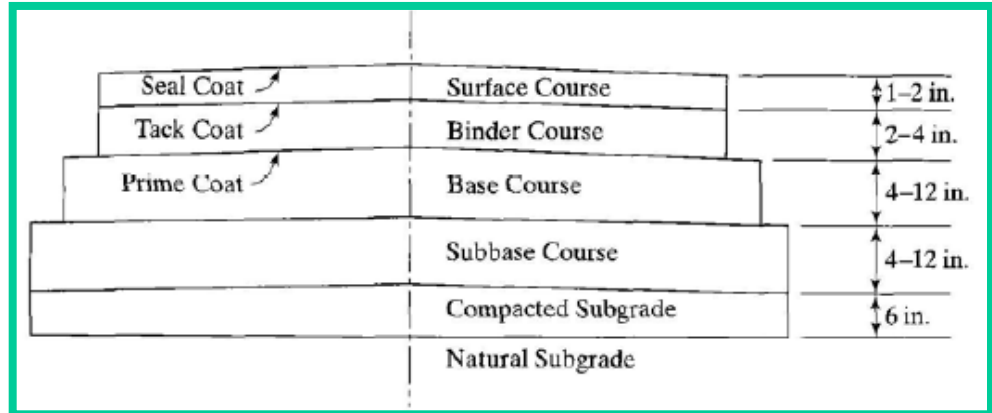 Seal Coat Surface Course 1–2 in.
Tack Coat Binder Course 2–4 in.
Prime Coat Base Course 4–12 in.
Subbase Course 4–12 in.
Compacted Subgrade 6 in.
Natural Subgrade